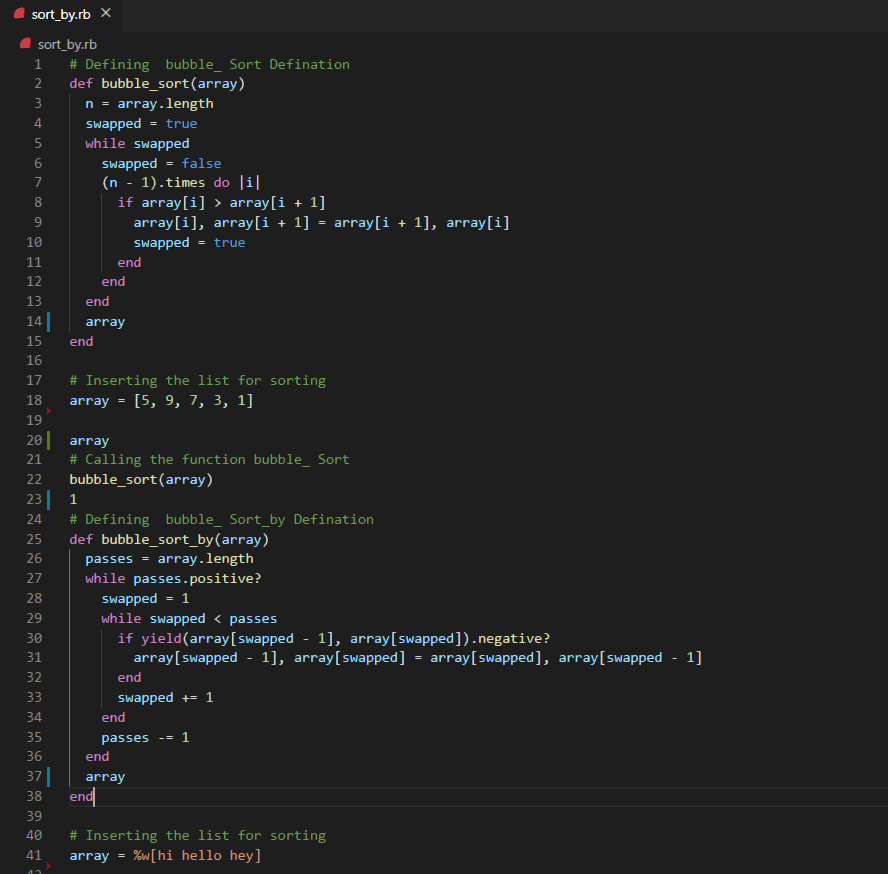 sort_by.rb ×
sort_by.rb
1 # Defining  bubble_ Sort Defination
2 def bubble_sort(array)
3   n = array.length
4   swapped = true
5   while swapped
6     swapped = false
7     (n - 1).times do |i|
8       if array[i] > array[i + 1]
9         array[i], array[i + 1] = array[i + 1], array[i]
10         swapped = true
11       end
12     end
13   end
14   array
15 end
16
17 # Inserting the list for sorting
18 array = [5, 9, 7, 3, 1]
19
20 array
21 # Calling the function bubble_ Sort
22 bubble_sort(array)
23 1
24 # Defining  bubble_ Sort_by Defination
25 def bubble_sort_by(array)
26   passes = array.length
27   while passes.positive?
28     swapped = 1
29     while swapped < passes
30       if yield(array[swapped - 1], array[swapped]).negative?
31         array[swapped - 1], array[swapped] = array[swapped], array[swapped - 1]
32       end
33       swapped += 1
34     end
35     passes -= 1
36   end
37   array
38 end
39
40 # Inserting the list for sorting
41 array = %w[hi hello hey]